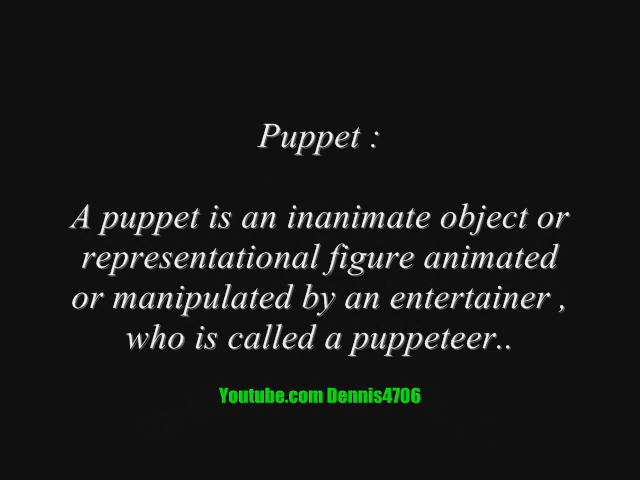 Puppet :
A puppet is an inanimate object or
representational figure animated
or manipulated by an entertainer ,
who is called a puppeteer..
Youtube.com Dennis4706